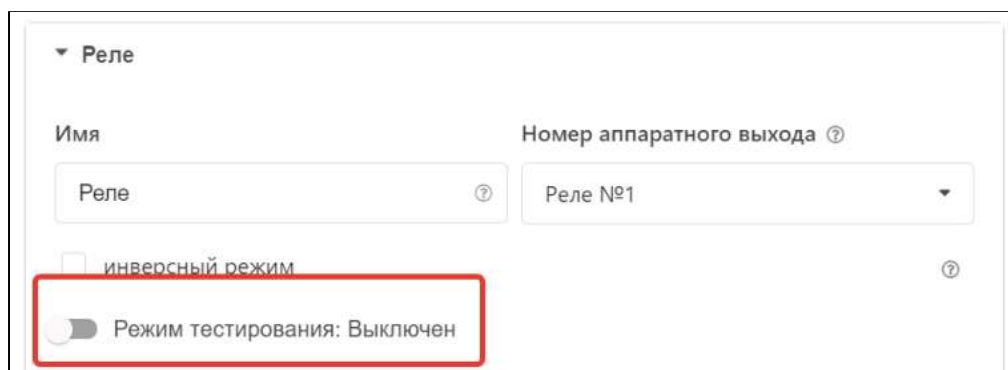 Реле
Имя
Номер аппаратного выхода
Реле
Реле №1
инверсный режим
Режим тестирования: Выключен